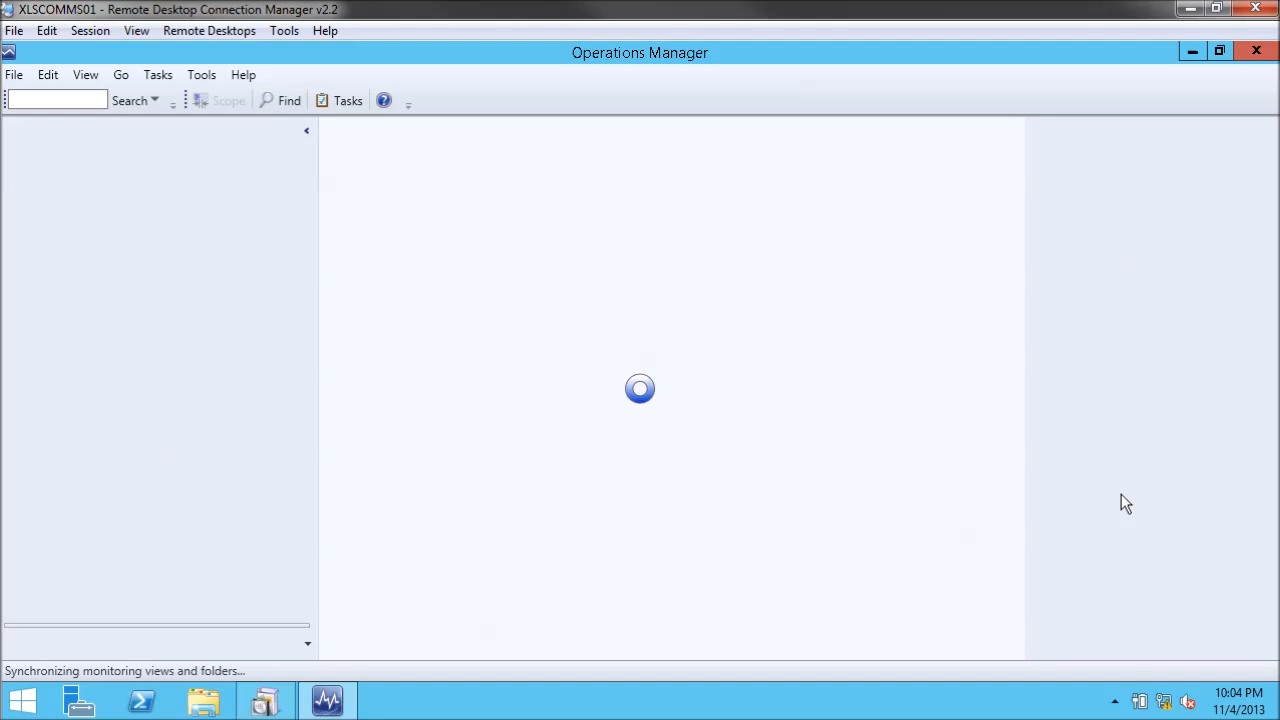 XLSCOMMS01 - Remote Desktop Connection Manager v2.2
File Edit Session View Remote Desktops Tools Help
Operations Manager
File Edit View Go Tasks Tools Help
Search Scope Find Tasks
Synchronizing monitoring views and folders...
10:04 PM
11/4/2013